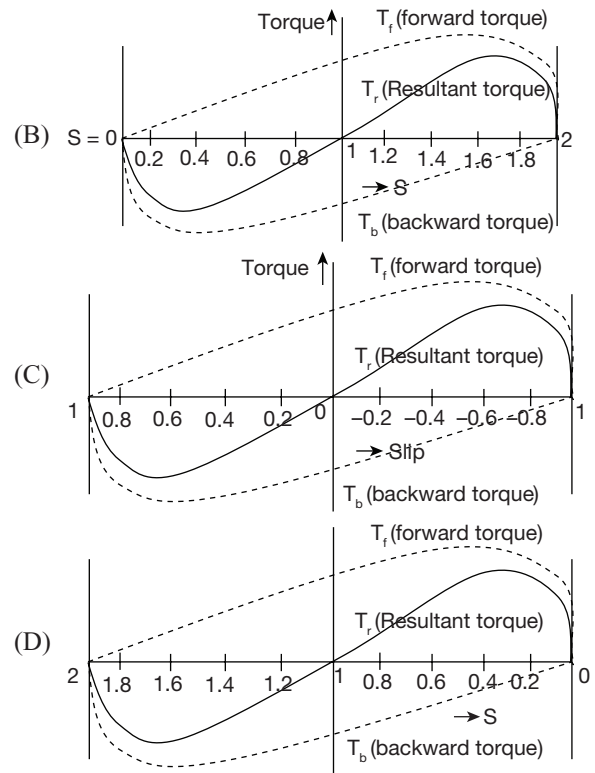 Torque
T_f (forward torque)
T_r (Resultant torque)
(B)
S = 0
0.2 0.4 0.6 0.8 1 1.2 1.4 1.6 1.8 2
→ S
T_b (backward torque)
Torque
T_f (forward torque)
T_r (Resultant torque)
(C)
1 0.8 0.6 0.4 0.2 0 −0.2 −0.4 −0.6 −0.8 1
→ Slip
T_b (backward torque)
T_f (forward torque)
T_r (Resultant torque)
(D)
2 1.8 1.6 1.4 1.2 1 0.8 0.6 0.4 0.2 0
→ S
T_b (backward torque)